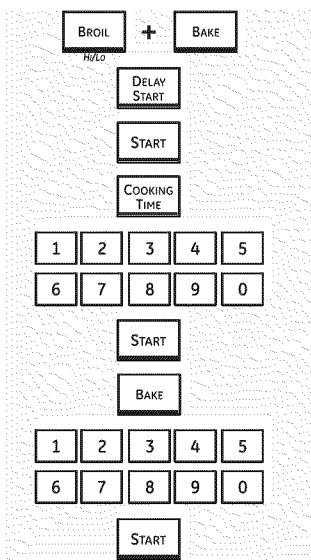 BROIL + BAKE
Hi/Lo
DELAY
START
START
COOKING
TIME
1 2 3 4 5
6 7 8 9 0
START
BAKE
1 2 3 4 5
6 7 8 9 0
START